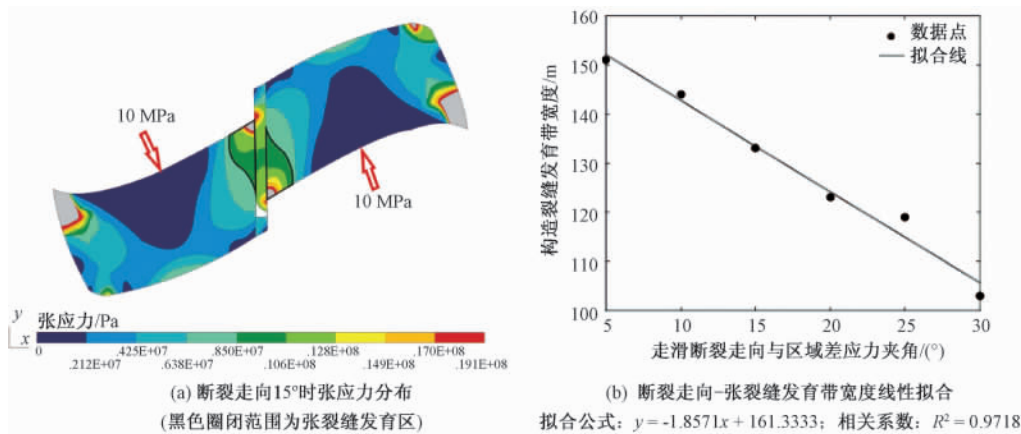 10 MPa
10 MPa
y
x
张应力/Pa
0 .425E+07 .850E+07 .128E+08 .170E+08
.212E+07 .638E+07 .106E+08 .149E+08 .191E+08
(a) 断裂走向15°时张应力分布
(黑色圈闭范围为张裂缝发育区)
构造裂缝发育带宽度/m
160
150
140
130
120
110
100
数据点
拟合线
5 10 15 20 25 30
走滑断裂走向与区域差应力夹角/(°)
(b) 断裂走向-张裂缝发育带宽度线性拟合
拟合公式：y = -1.8571x + 161.3333；相关系数：R² = 0.9718